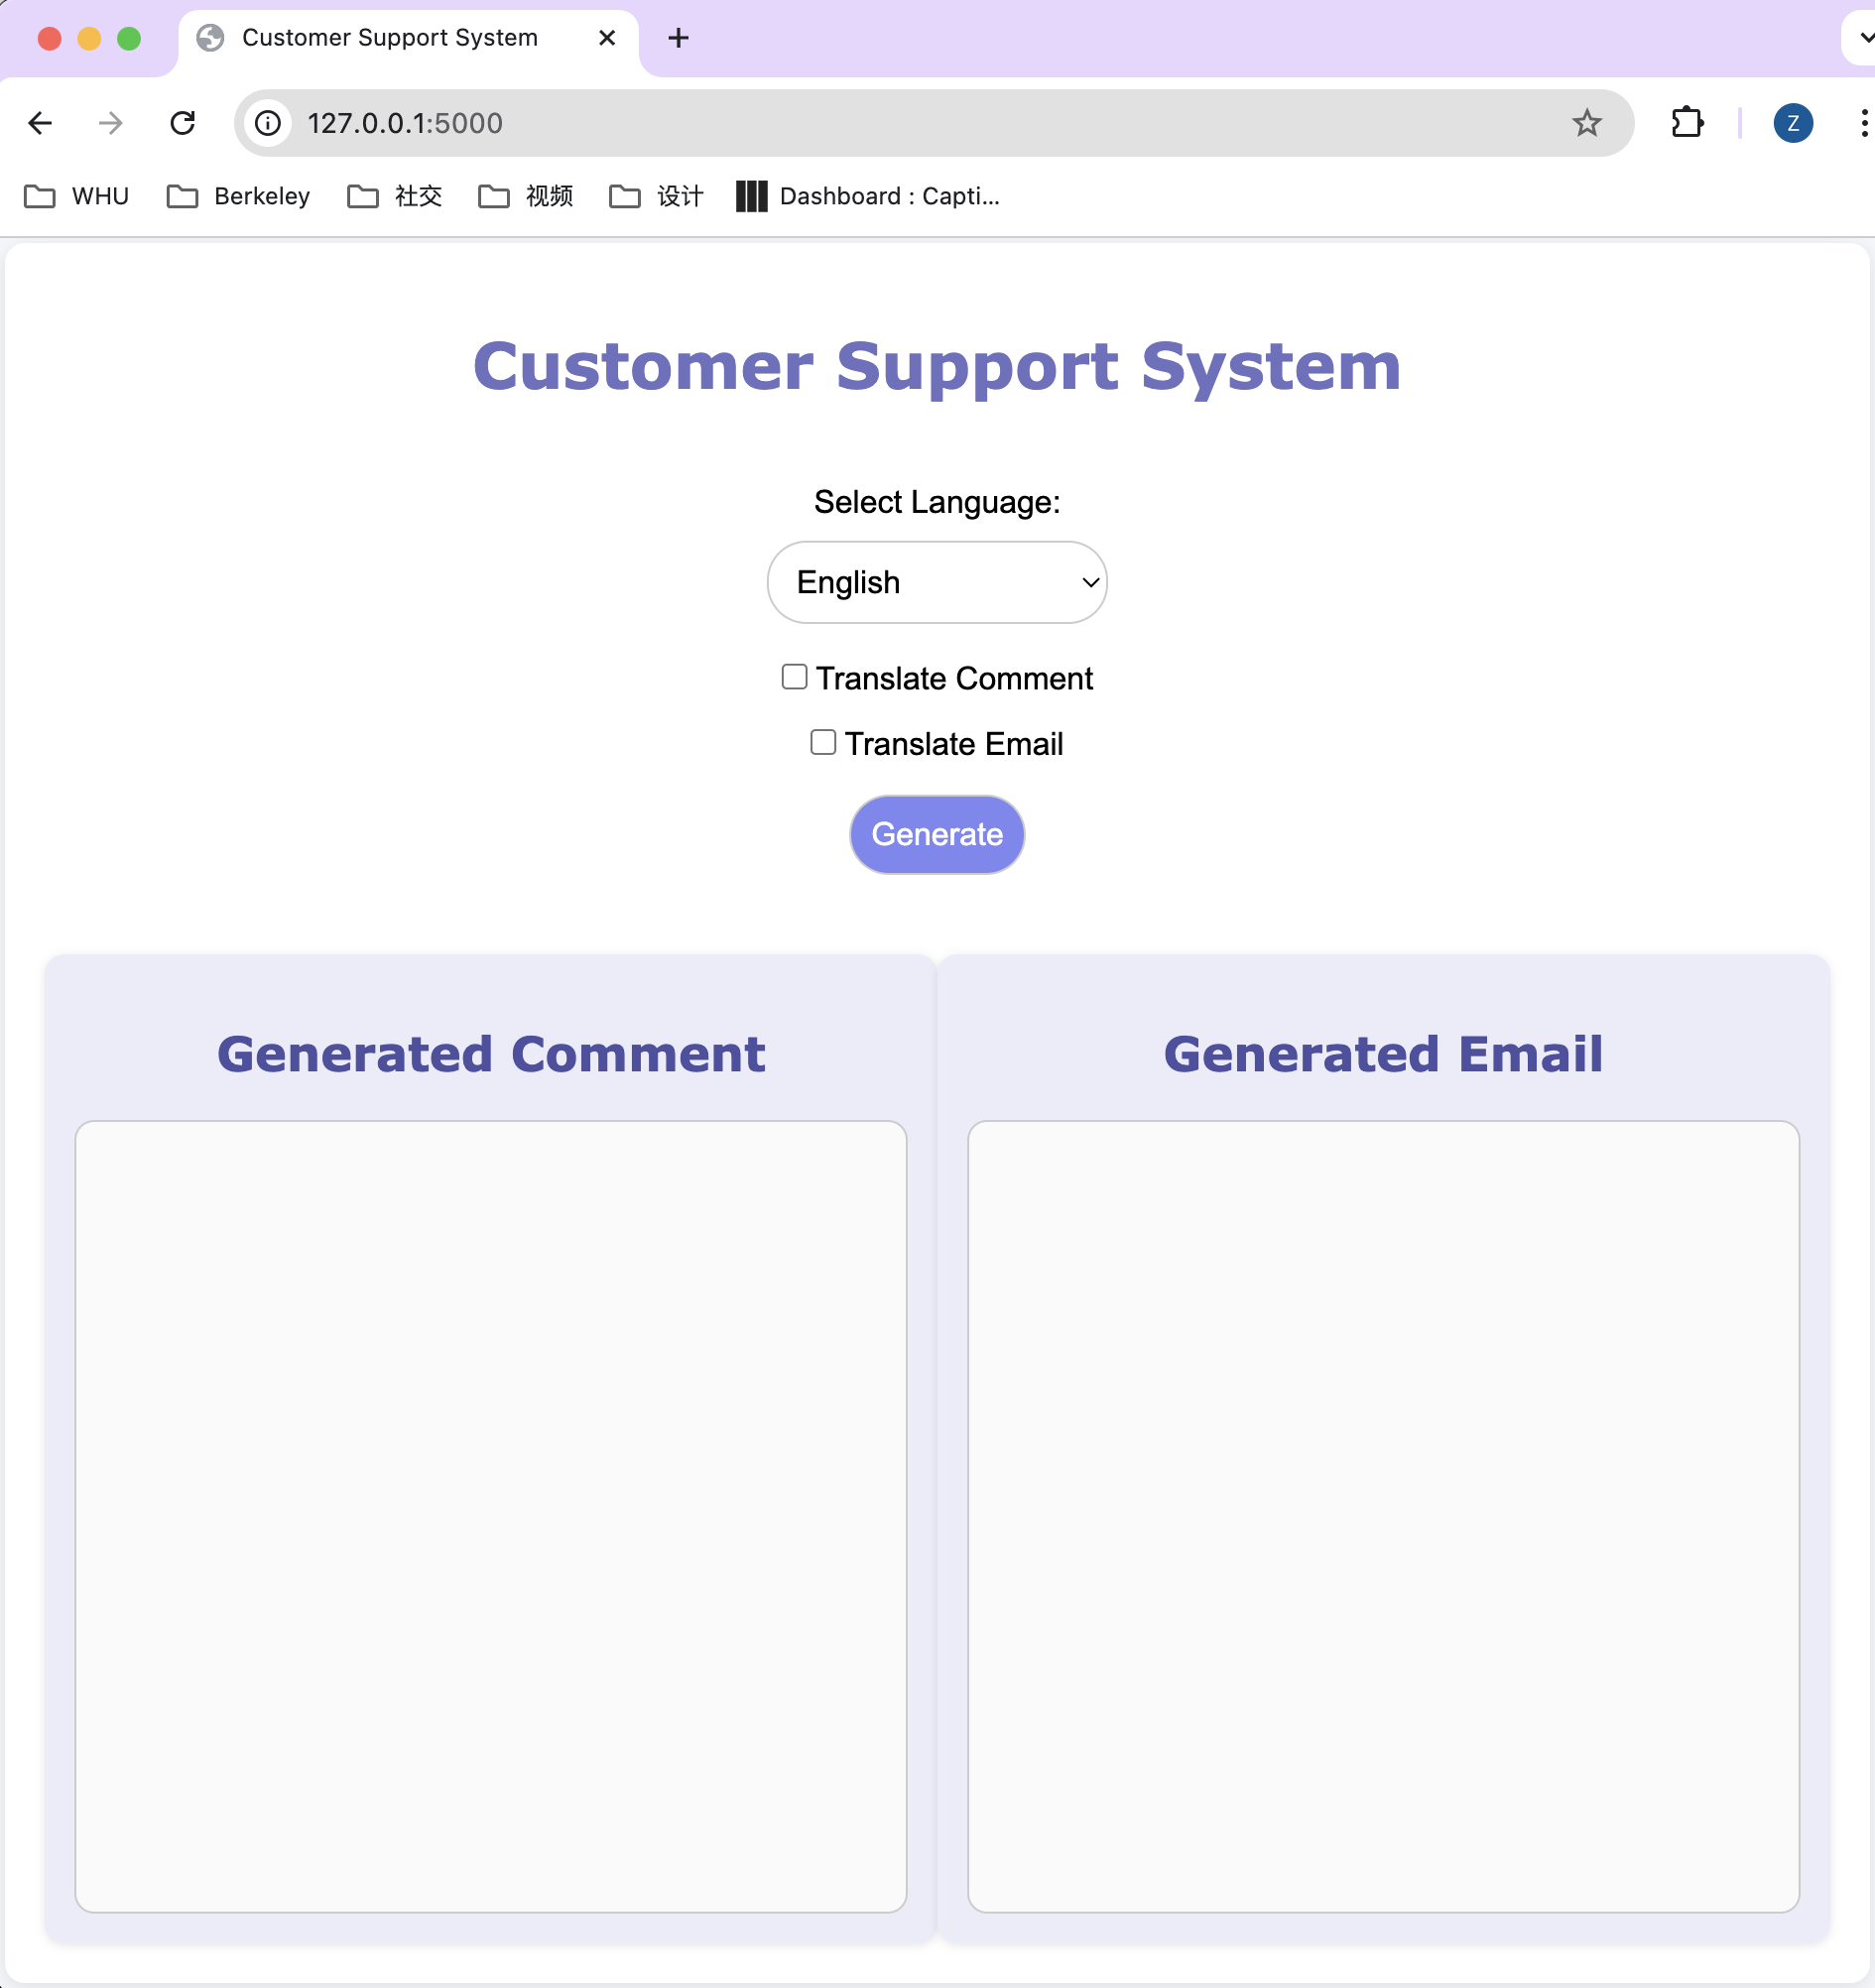 Customer Support System
127.0.0.1:5000
Z
WHU Berkeley 社交 视频 设计 Dashboard : Capti...
Customer Support System
Select Language:
English
Translate Comment
Translate Email
Generate
Generated Comment
Generated Email